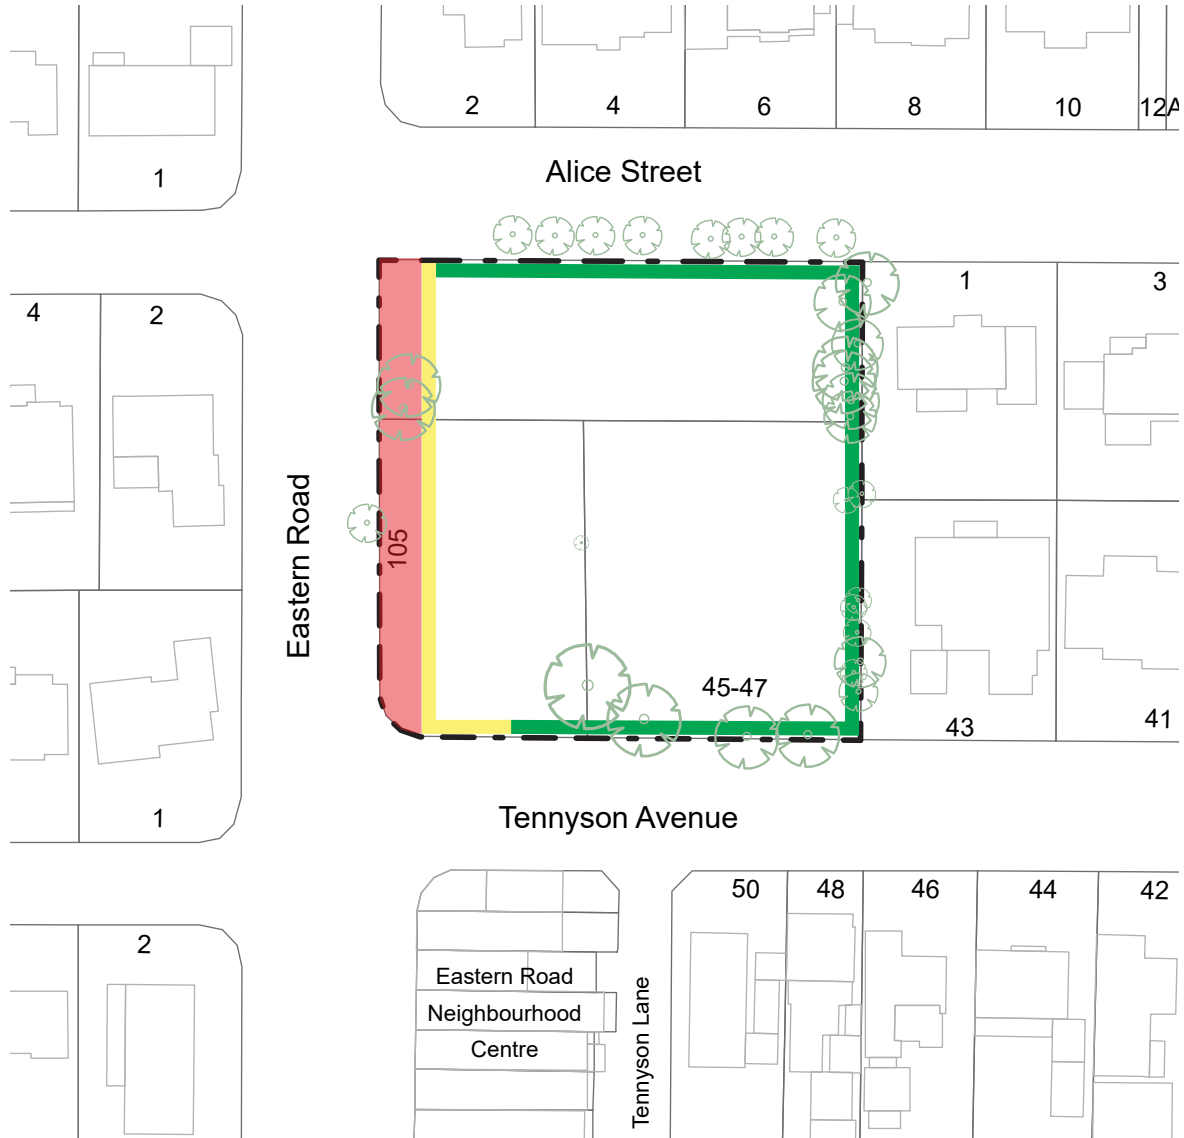 2
4
6
8
10
12A
1
Alice Street
4
2
1
3
Eastern Road
105
45-47
43
41
1
Tennyson Avenue
50
48
46
44
42
2
Eastern Road
Neighbourhood
Centre
Tennyson Lane